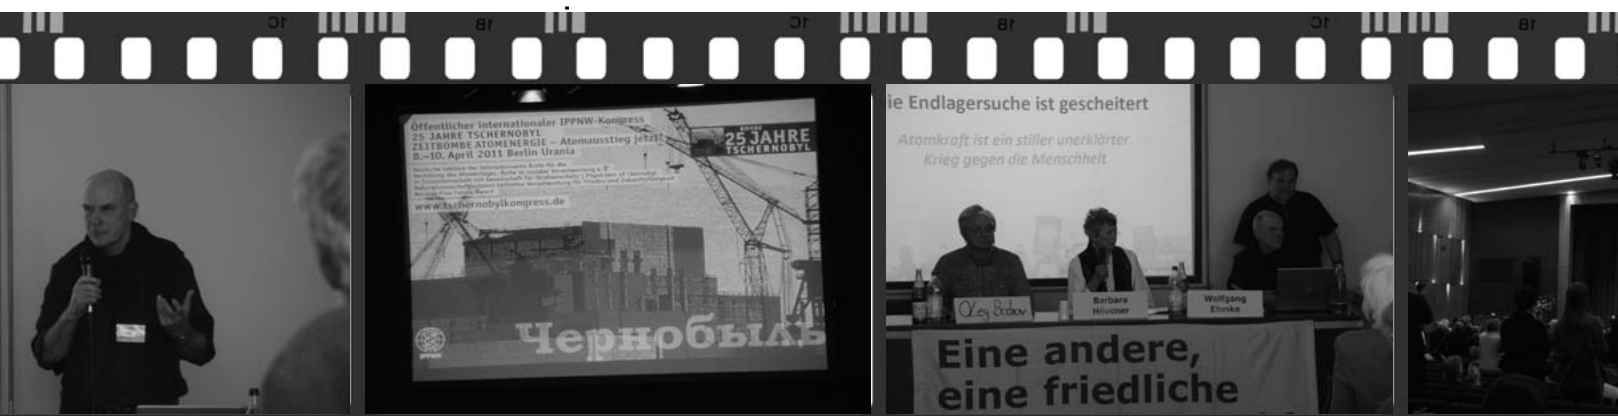 Öffentlicher internationaler IPPNW-Kongress
25 JAHRE TSCHERNOBYL
ZEITBOMBE ATOMENERGIE – Atomausstieg jetzt!
8.–10. April 2011 Berlin Urania
www.tschernobylkongress.de
25 JAHRE
TSCHERNOBYL
Чернобыль
IPPNW
ie Endlagersuche ist gescheitert
Atomkraft ist ein stiller unerklärter
Krieg gegen die Menschheit
Barbara
Hövener
Wolfgang
Ehmke
Eine andere,
eine friedliche